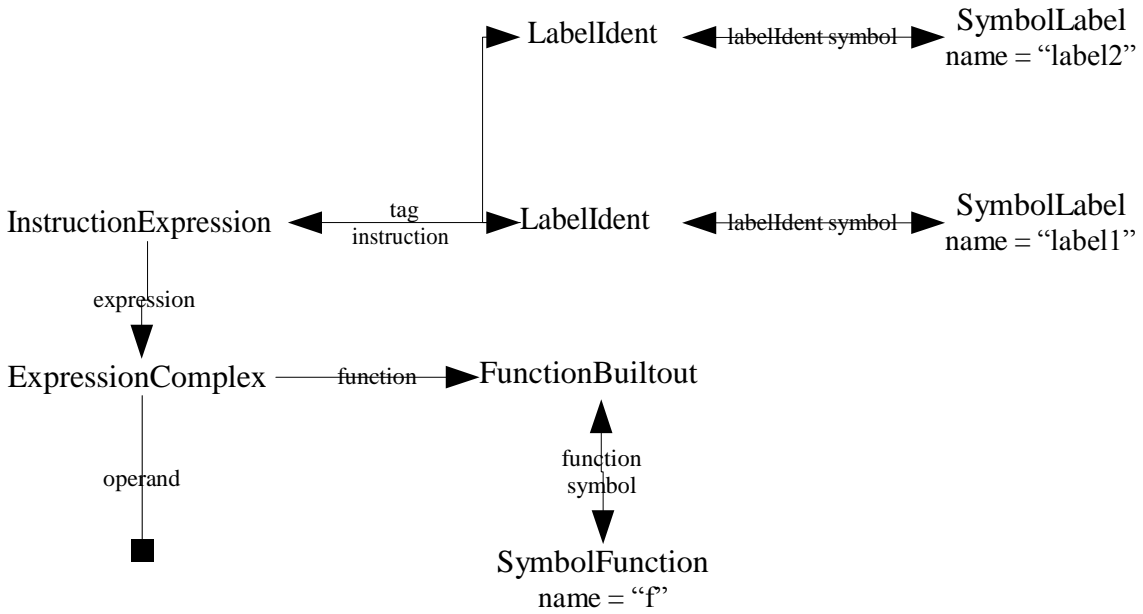 LabelIdent
labelIdent symbol
SymbolLabel
name = “label2”
InstructionExpression
tag
instruction
LabelIdent
labelIdent symbol
SymbolLabel
name = “label1”
expression
ExpressionComplex
function
FunctionBuiltout
operand
function
symbol
SymbolFunction
name = “f”